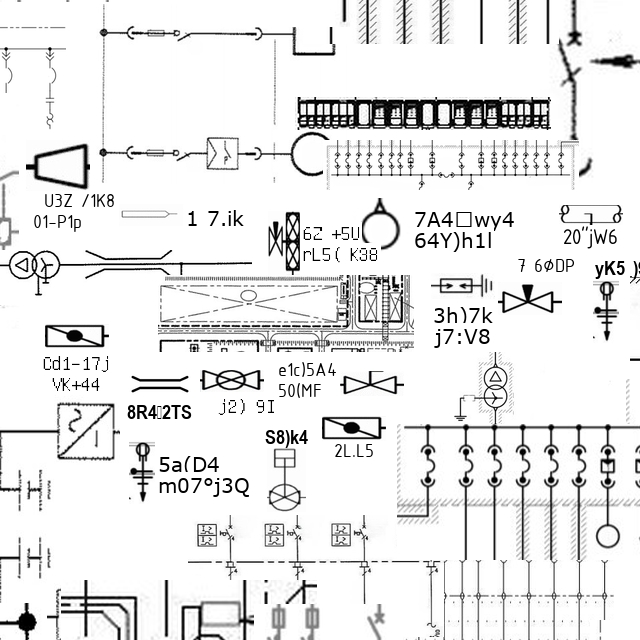 U3Z /1K8
01-P1p
1 7.ik
6Z +5U
rL5( K38
7A4□wy4
64Y)h1l
20"jW6
7 6ØDP
yK5
3h)7k
j7:V8
Cd1-17j
VK+44
8R4□2TS
j2) 9I
e1c)5A4
50(MF
2L.L5
S8)k4
5a(D4
m07°j3Q